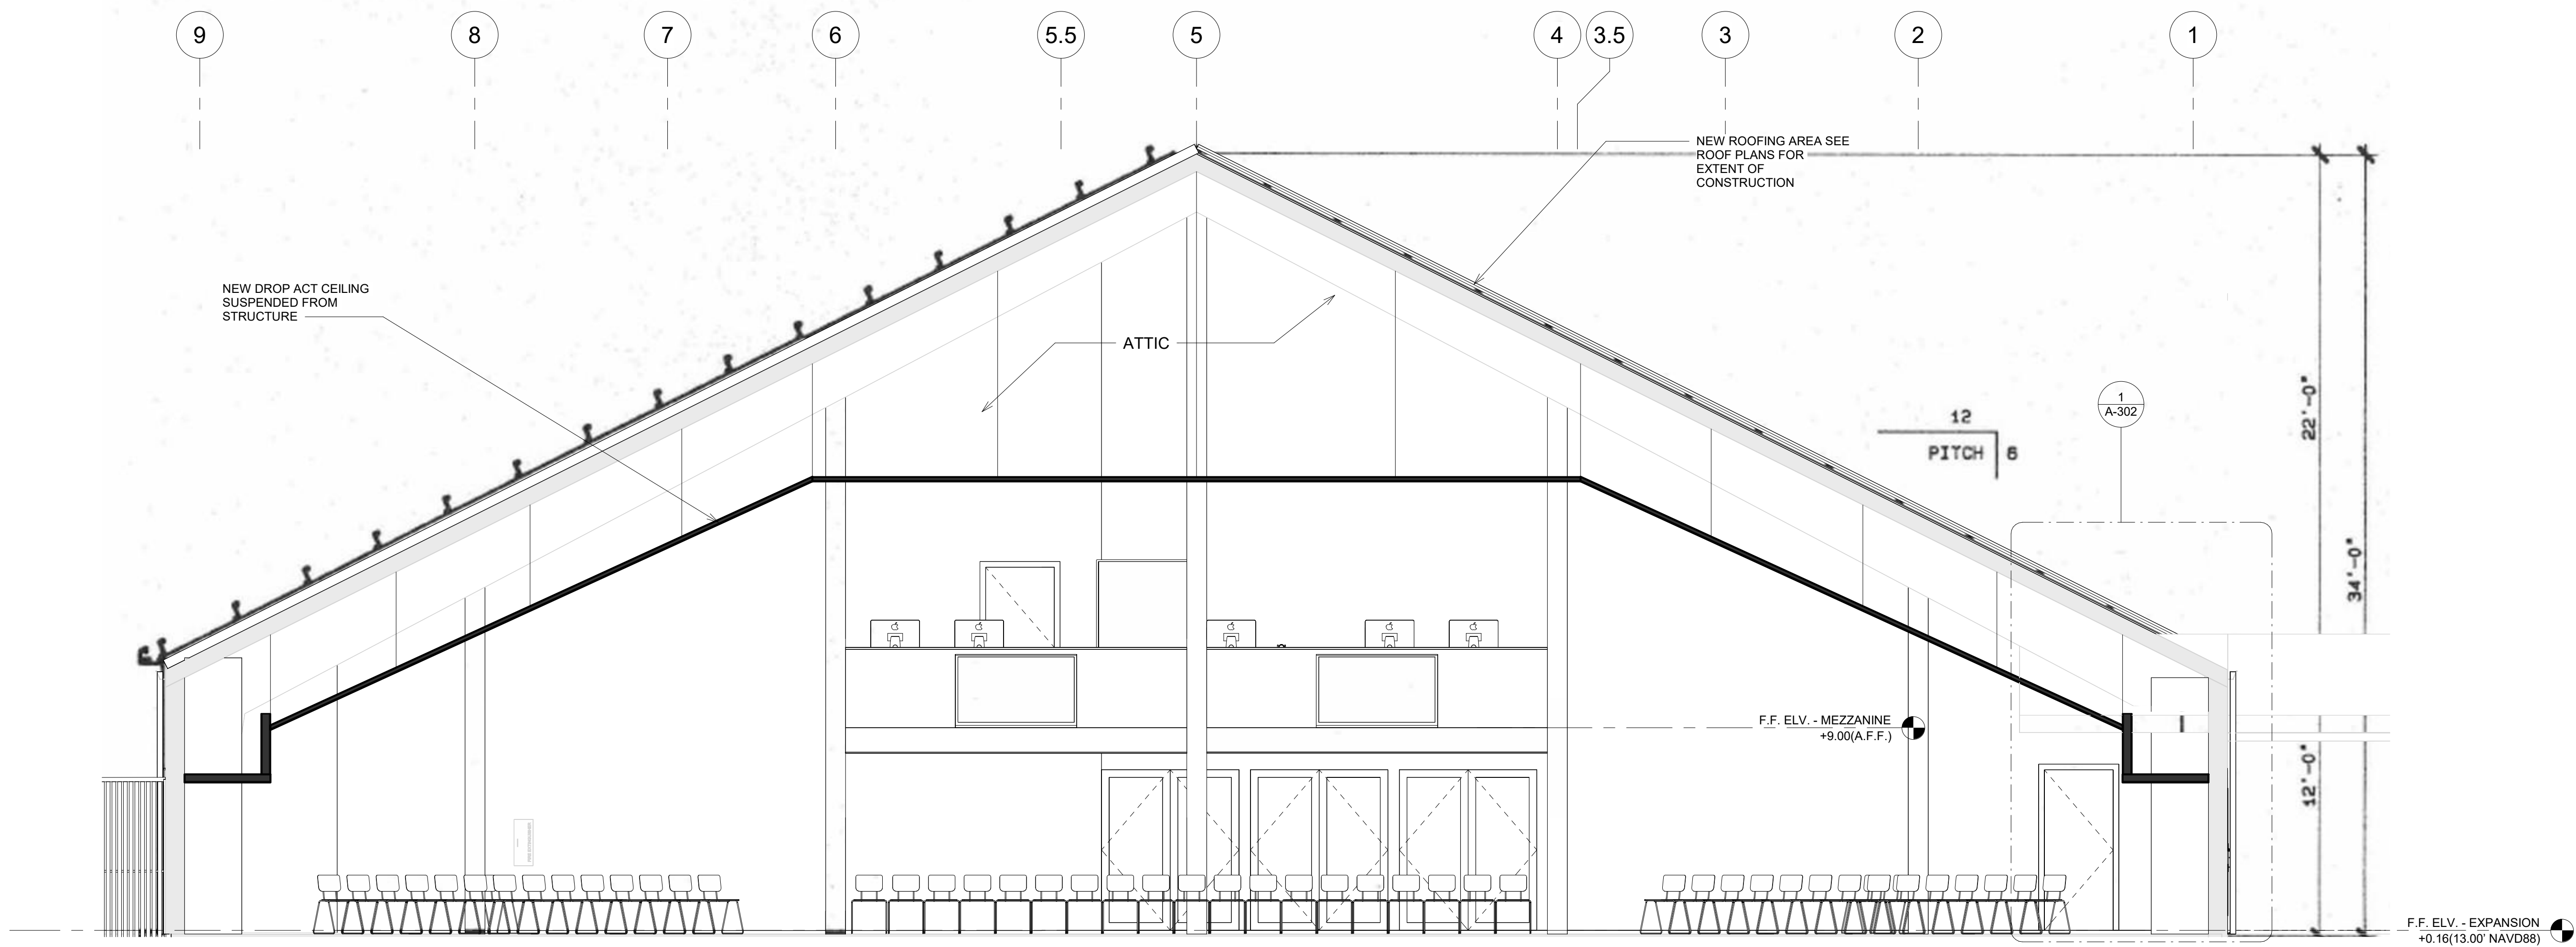 9
8
7
6
5.5
5
4
3.5
3
2
1
NEW ROOFING AREA SEE
ROOF PLANS FOR
EXTENT OF
CONSTRUCTION
NEW DROP ACT CEILING
SUSPENDED FROM
STRUCTURE
ATTIC
12
PITCH 6
1
A-302
22'-0"
34'-0"
12'-0"
F.F. ELV. - MEZZANINE
+9.00(A.F.F.)
F.F. ELV. - EXPANSION
+0.16(13.00' NAVD88)